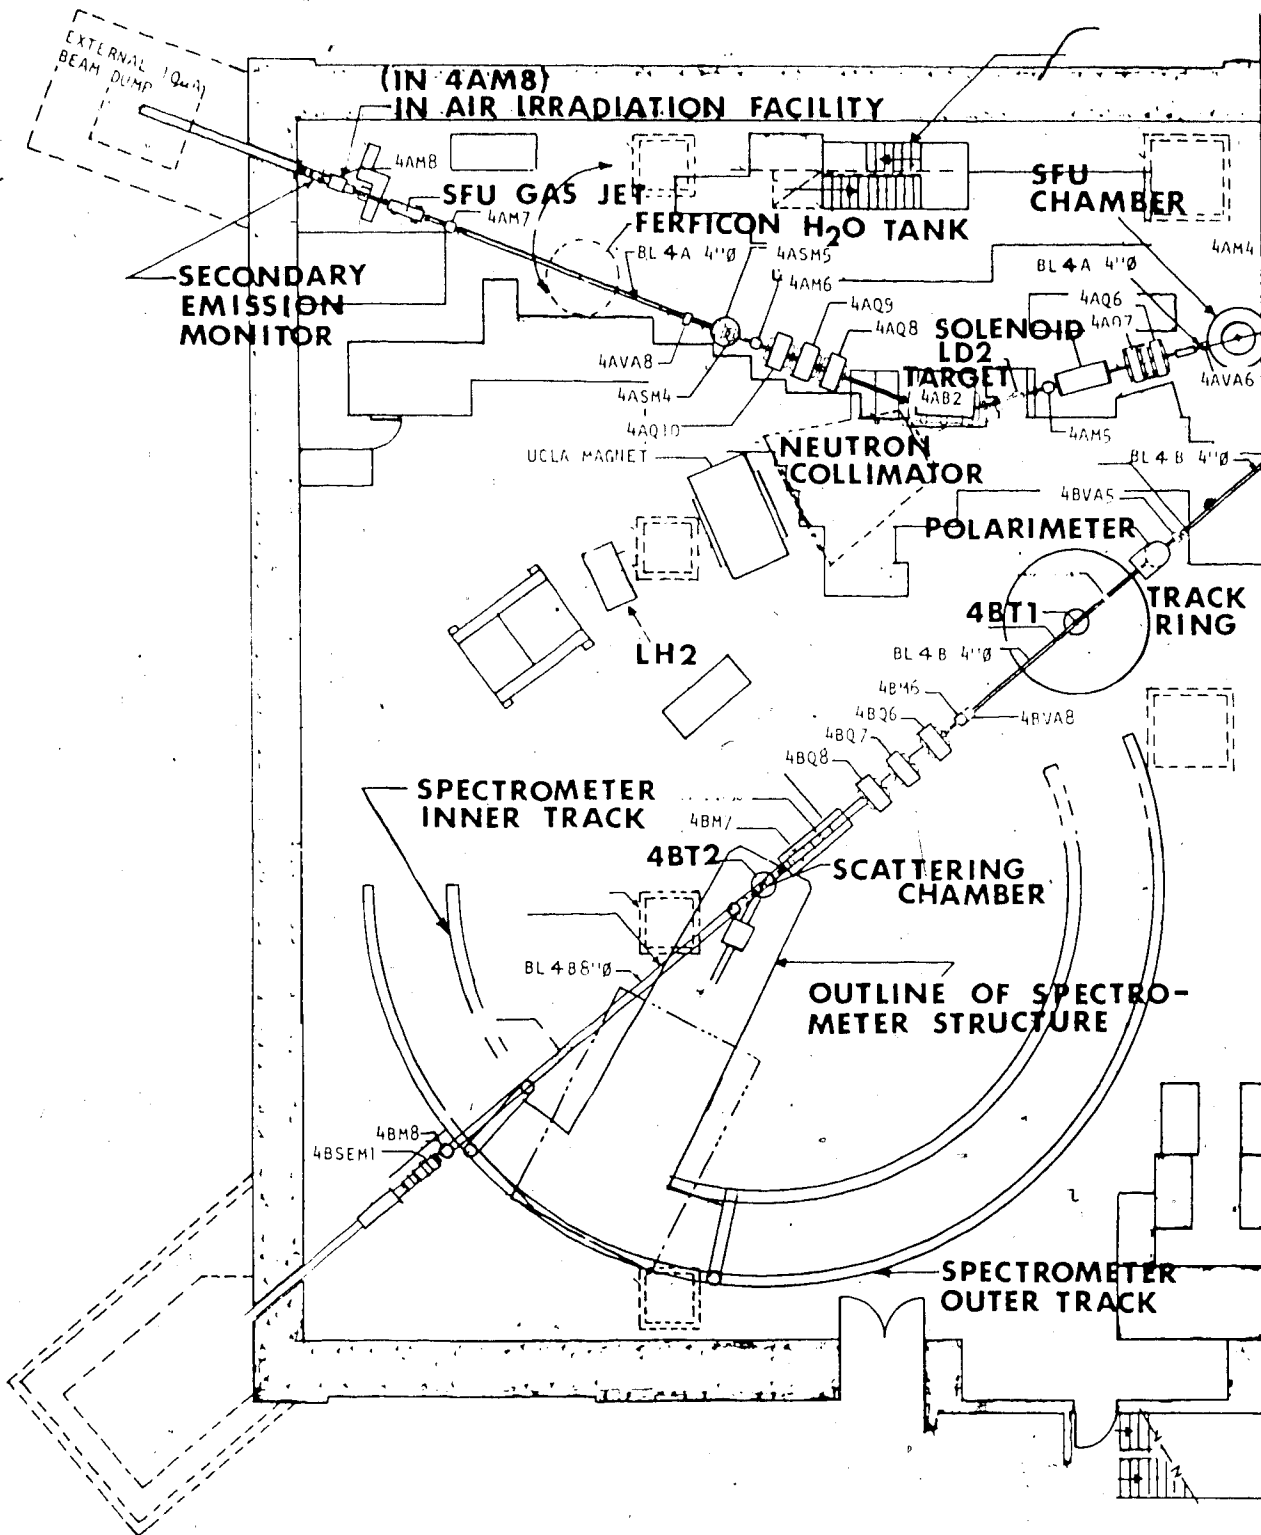 EXTERNAL
BEAM DUMP
(IN 4AM8)
IN AIR IRRADIATION FACILITY
4AM8
SFU GAS JET
4AM7
SFU
CHAMBER
FERFICON H₂O TANK
4AM4
BL 4A 4"Ø
4ASM5
BL 4A 4"Ø
SECONDARY
EMISSION
MONITOR
4AM6
4AQ9
4AQ8
4AQ6
4AQ7
SOLENOID
LD2
TARGET
4AVA8
4ASM4
4AB2
4AVA6
4AQ10
4AM5
UCLA MAGNET
NEUTRON
COLLIMATOR
BL 4B 4"Ø
4BVA5
POLARIMETER
TRACK
RING
4BT1
LH2
BL 4B 4"Ø
4BM6
4BVA8
4BQ6
4BQ7
4BQ8
SPECTROMETER
INNER TRACK
4BM7
4BT2
SCATTERING
CHAMBER
BL 4B8"Ø
OUTLINE OF SPECTRO-
METER STRUCTURE
4BM8
4BSEM1
SPECTROMETER
OUTER TRACK